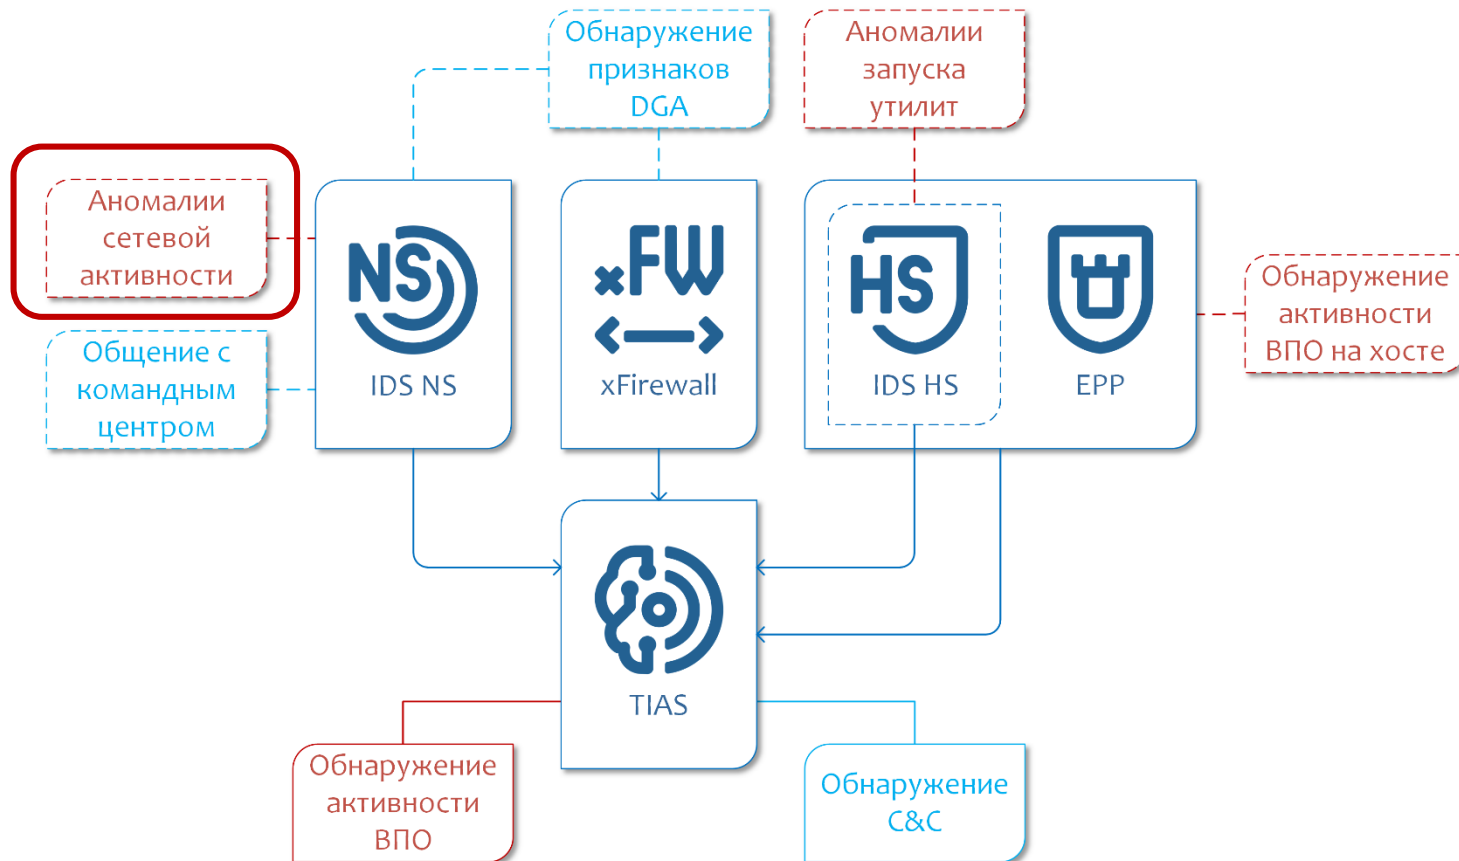 Обнаружение
признаков
DGA
Аномалии
запуска
утилит
Аномалии
сетевой
активности
Общение с
командным
центром
NS
IDS NS
xFW
xFirewall
HS
IDS HS
EPP
Обнаружение
активности
ВПО на хосте
TIAS
Обнаружение
активности
ВПО
Обнаружение
C&C